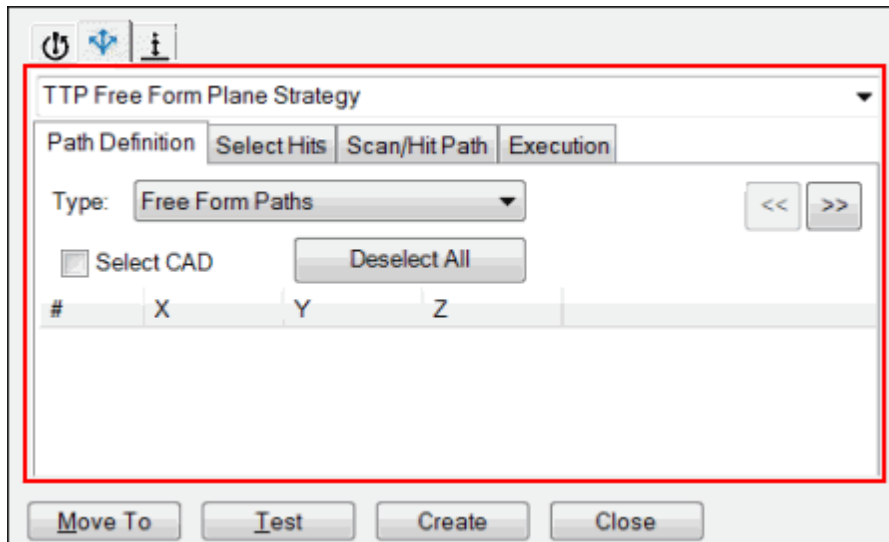 TTP Free Form Plane Strategy
Path Definition Select Hits Scan/Hit Path Execution
Type: Free Form Paths << >>
Select CAD Deselect All
# X Y Z
Move To Test Create Close